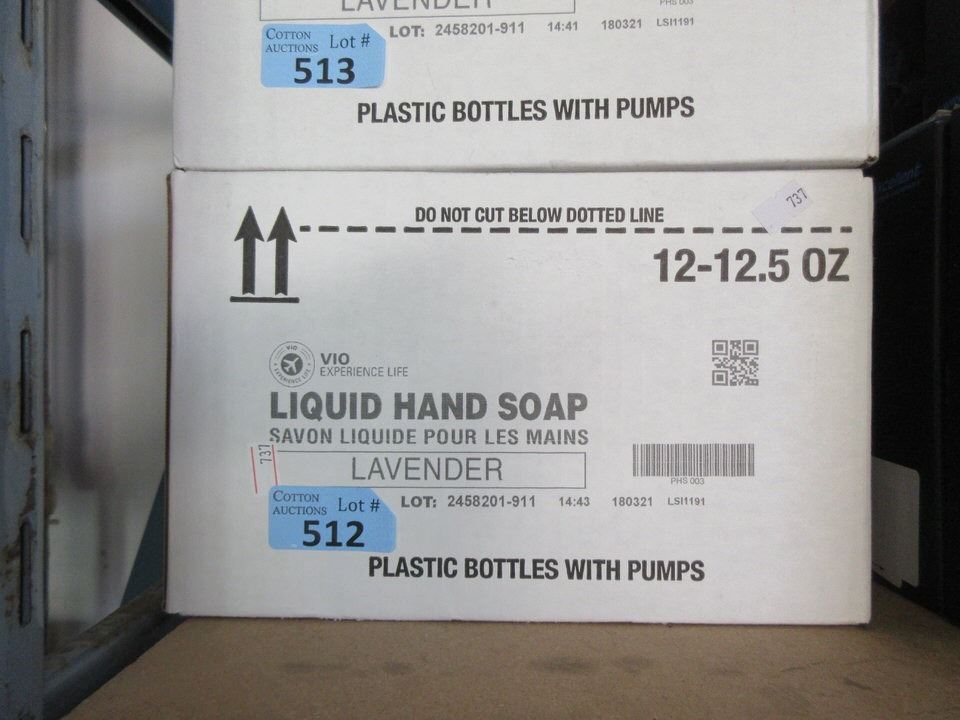 LAVENDER
PHS 003
COTTON AUCTIONS Lot #
513
LOT: 2458201-911 14:41 180321 LSI1191
PLASTIC BOTTLES WITH PUMPS
DO NOT CUT BELOW DOTTED LINE
737
12-12.5 OZ
VIO
EXPERIENCE LIFE
VIO
EXPERIENCE LIFE
LIQUID HAND SOAP
SAVON LIQUIDE POUR LES MAINS
737
LAVENDER
PHS 003
COTTON AUCTIONS Lot #
512
LOT: 2458201-911 14:43 180321 LSI1191
PLASTIC BOTTLES WITH PUMPS